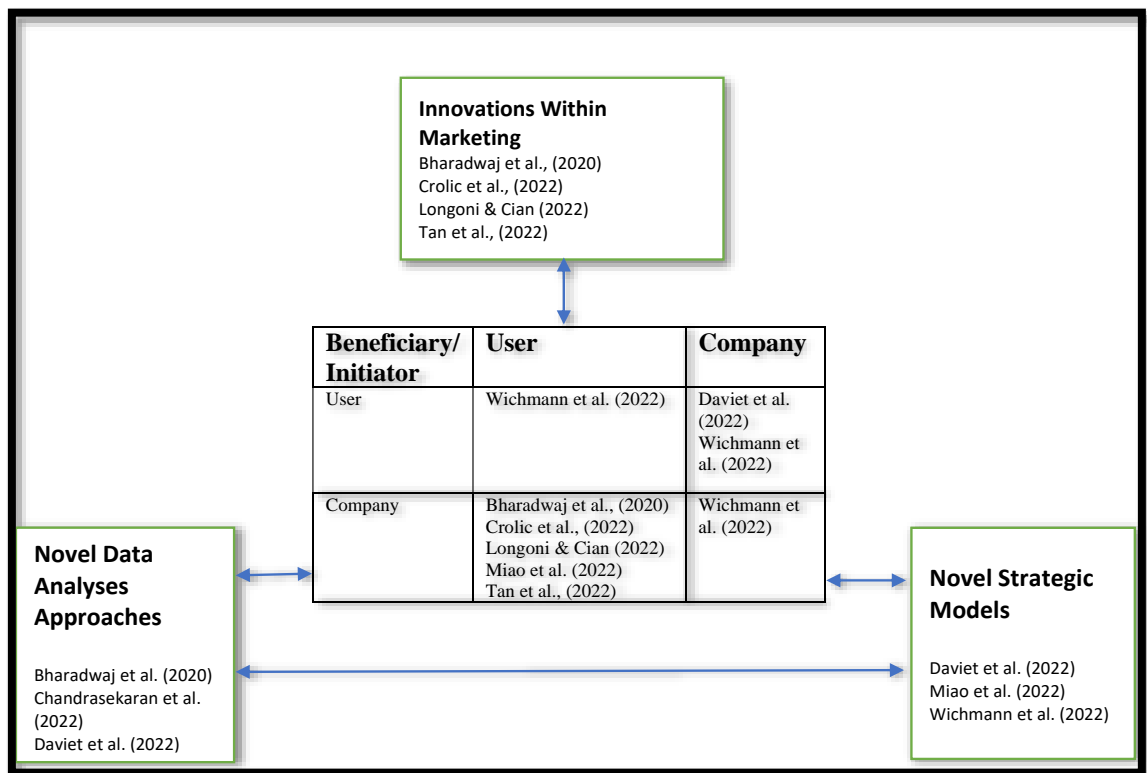 Innovations Within
Marketing
Bharadwaj et al., (2020)
Crolic et al., (2022)
Longoni & Cian (2022)
Tan et al., (2022)
Beneficiary/
Initiator
User
Company
User
Wichmann et al. (2022)
Daviet et al.
(2022)
Wichmann et
al. (2022)
Company
Bharadwaj et al., (2020)
Crolic et al., (2022)
Longoni & Cian (2022)
Miao et al. (2022)
Tan et al., (2022)
Wichmann et
al. (2022)
Novel Data
Analyses
Approaches
Bharadwaj et al. (2020)
Chandrasekaran et al.
(2022)
Daviet et al. (2022)
Novel Strategic
Models
Daviet et al. (2022)
Miao et al. (2022)
Wichmann et al. (2022)